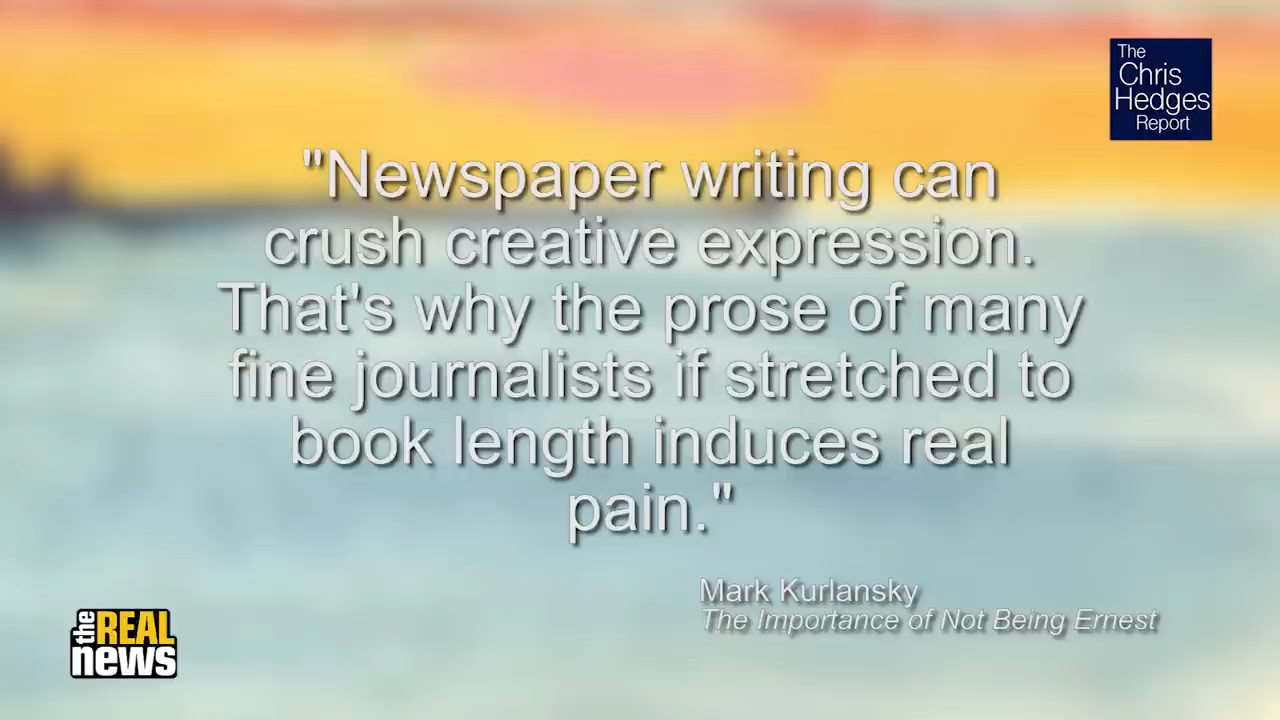 The
Chris
Hedges
Report
"Newspaper writing can
crush creative expression.
That's why the prose of many
fine journalists if stretched to
book length induces real
pain."
Mark Kurlansky
The Importance of Not Being Ernest
the REAL
news